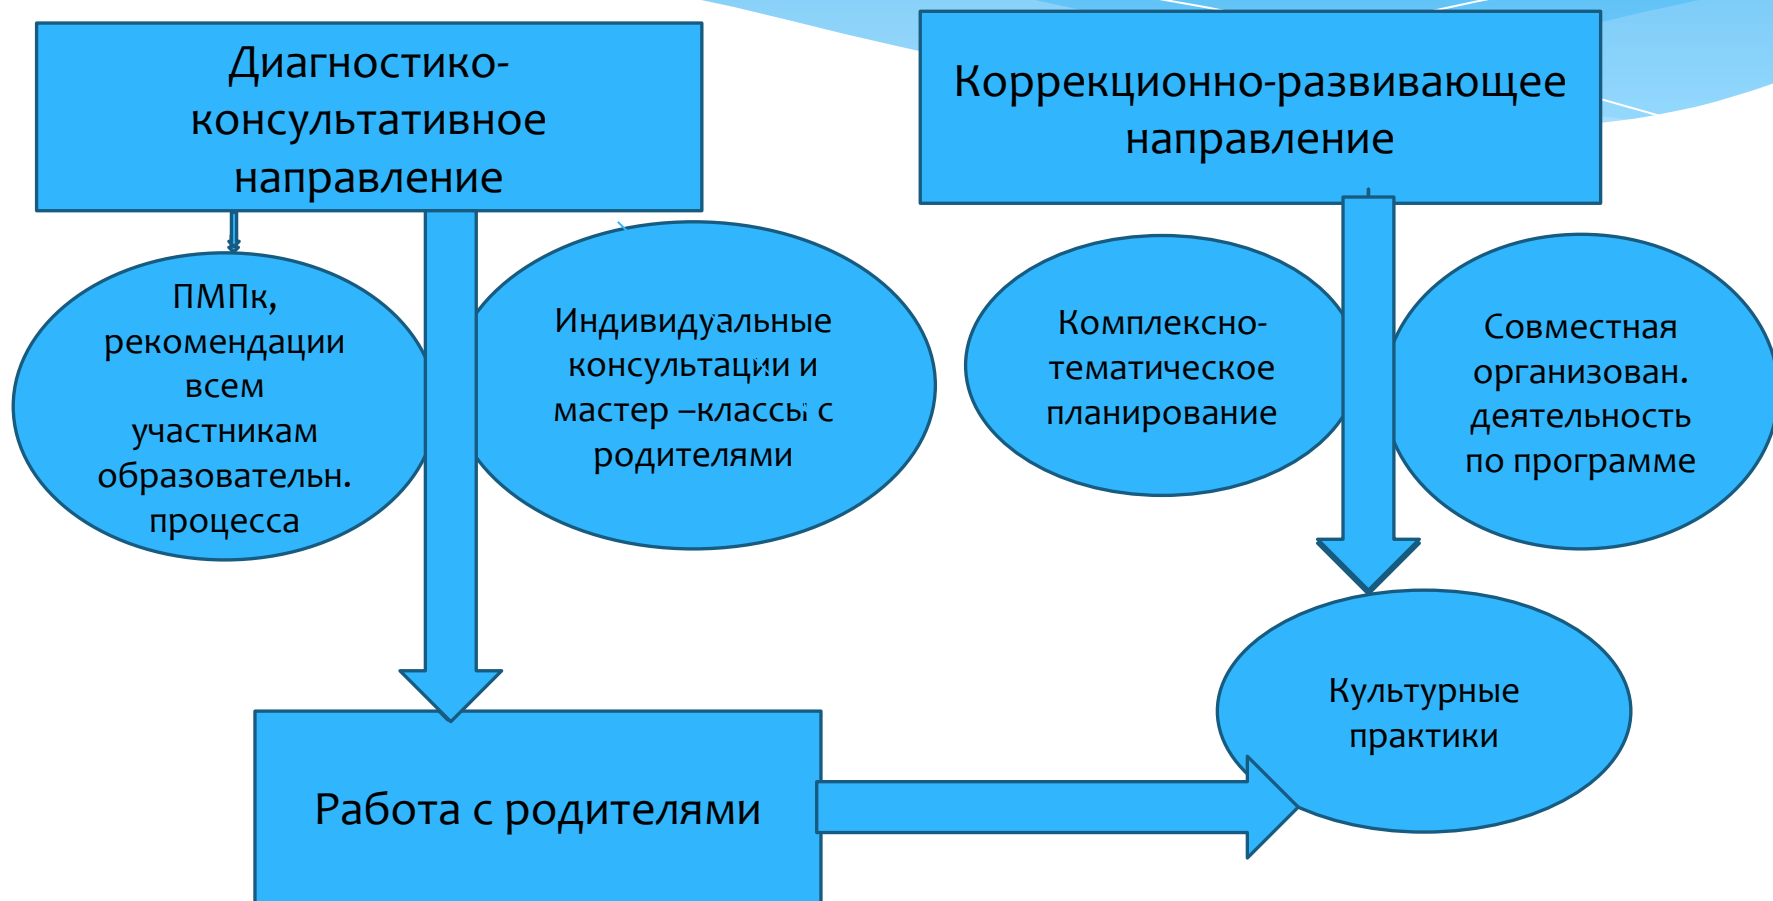 Диагностико-
консультативное
направление
Коррекционно-развивающее
направление
ПМПк,
рекомендации
всем
участникам
образовательн.
процесса
Индивидуальные
консультации и
мастер –классы с
родителями
Комплексно-
тематическое
планирование
Совместная
организован.
деятельность
по программе
Культурные
практики
Работа с родителями